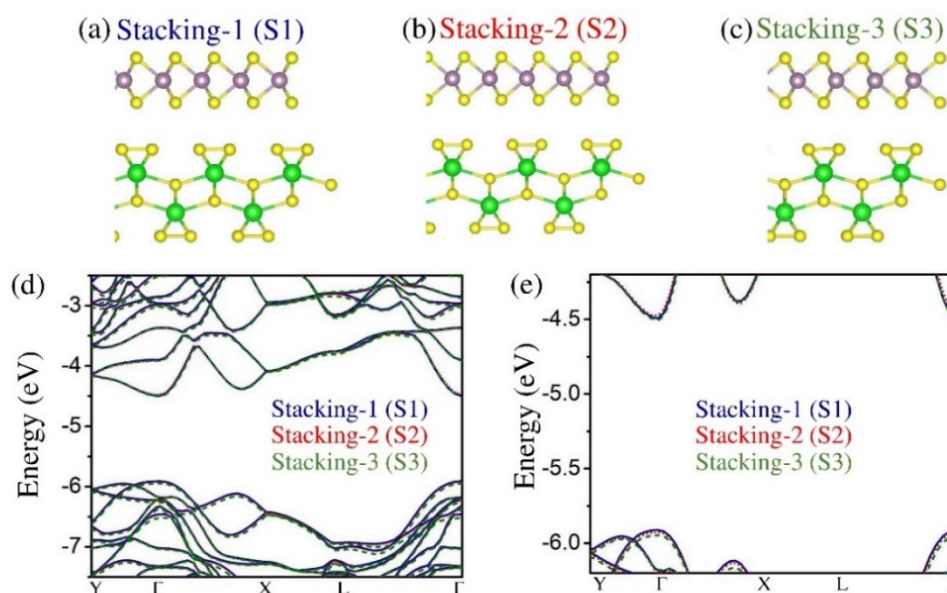 (a) Stacking-1 (S1)
(b) Stacking-2 (S2)
(c) Stacking-3 (S3)
(d)
Energy (eV)
-3
-4
-5
-6
-7
Stacking-1 (S1)
Stacking-2 (S2)
Stacking-3 (S3)
Y Γ X L Γ
(e)
Energy (eV)
-4.5
-5.0
-5.5
-6.0
Stacking-1 (S1)
Stacking-2 (S2)
Stacking-3 (S3)
Y Γ X L